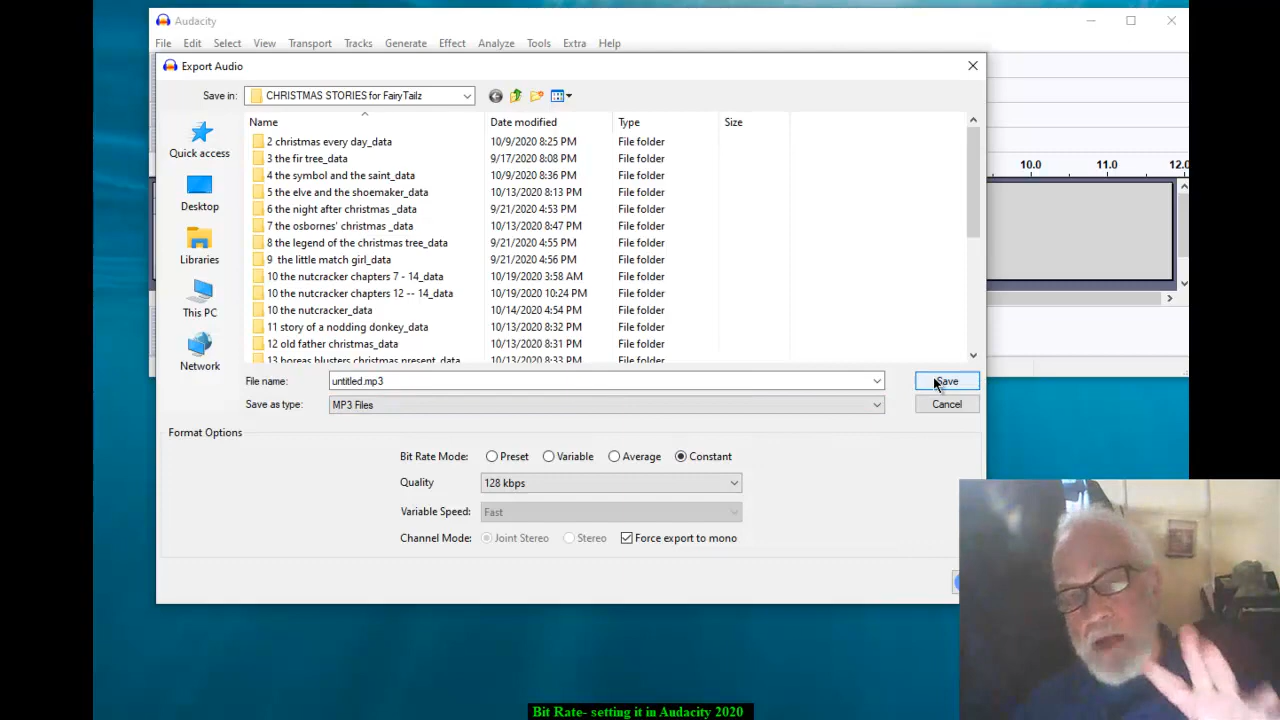 Audacity
File Edit Select View Transport Tracks Generate Effect Analyze Tools Extra Help
Export Audio
Save in: CHRISTMAS STORIES for FairyTailz
Name Date modified Type Size
Quick access
Desktop
Libraries
This PC
Network
2 christmas every day_data 10/9/2020 8:25 PM File folder
3 the fir tree_data 9/17/2020 8:08 PM File folder
4 the symbol and the saint_data 10/9/2020 8:36 PM File folder
5 the elve and the shoemaker_data 10/13/2020 8:13 PM File folder
6 the night after christmas _data 9/21/2020 4:53 PM File folder
7 the osbornes' christmas _data 10/13/2020 8:47 PM File folder
8 the legend of the christmas tree_data 9/21/2020 4:55 PM File folder
9 the little match girl_data 9/21/2020 4:56 PM File folder
10 the nutcracker chapters 7 - 14_data 10/19/2020 3:58 AM File folder
10 the nutcracker chapters 12 -- 14_data 10/19/2020 10:24 PM File folder
10 the nutcracker_data 10/14/2020 4:54 PM File folder
11 story of a nodding donkey_data 10/13/2020 8:32 PM File folder
12 old father christmas_data 10/13/2020 8:31 PM File folder
13 boreas blusters christmas present_data 10/13/2020 8:33 PM File folder
10.0 11.0 12.0
File name: untitled.mp3 Save
Save as type: MP3 Files Cancel
Format Options
Bit Rate Mode: Preset Variable Average Constant
Quality 128 kbps
Variable Speed: Fast
Channel Mode: Joint Stereo Stereo Force export to mono
Bit Rate- setting it in Audacity 2020